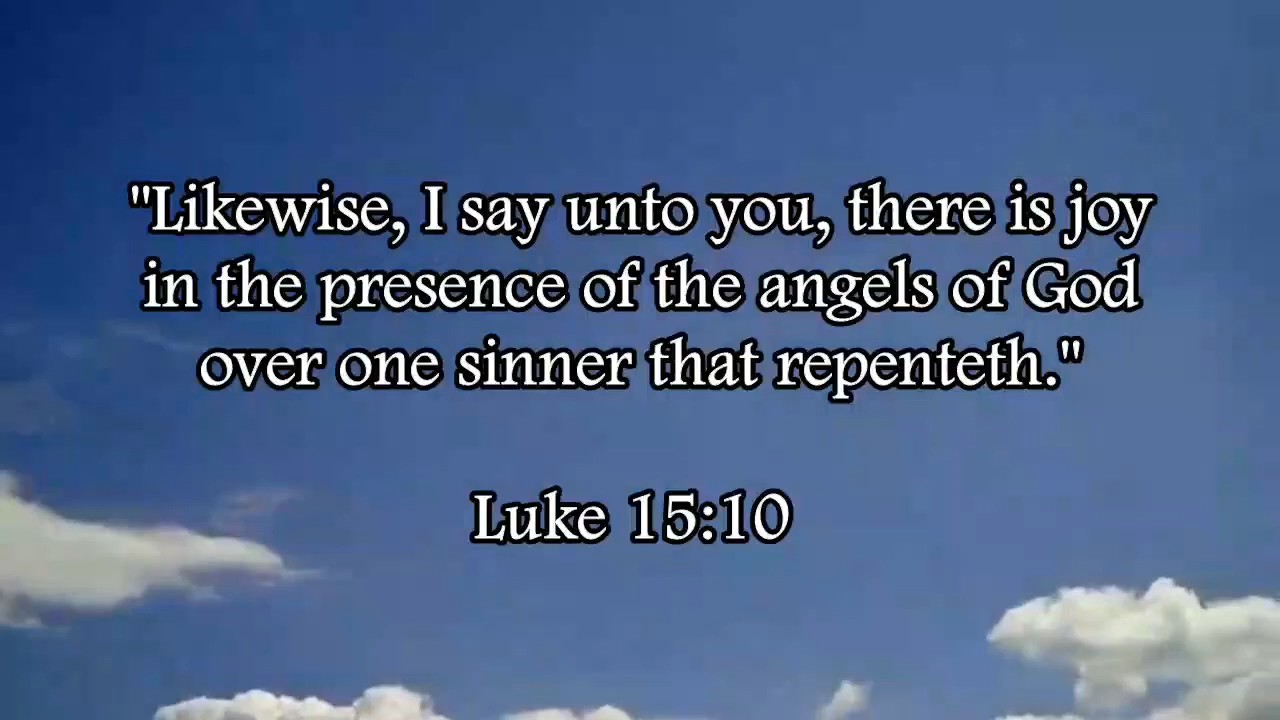 "Likewise, I say unto you, there is joy
in the presence of the angels of God
over one sinner that repenteth."
Luke 15:10